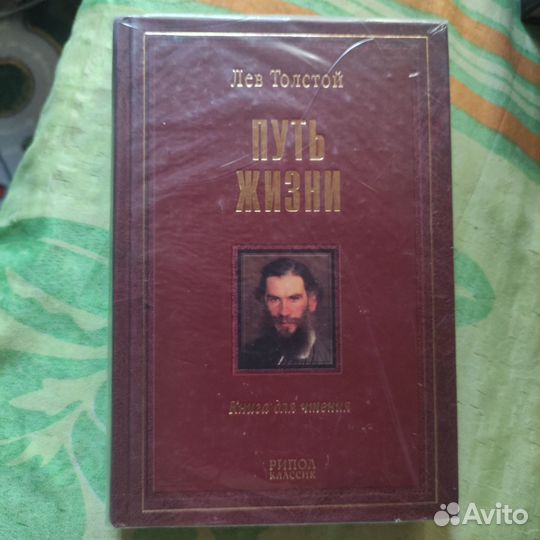 Лев Толстой
ПУТЬ
ЖИЗНИ
Книга для чтения
РИПОЛ
КЛАССИК
Avito